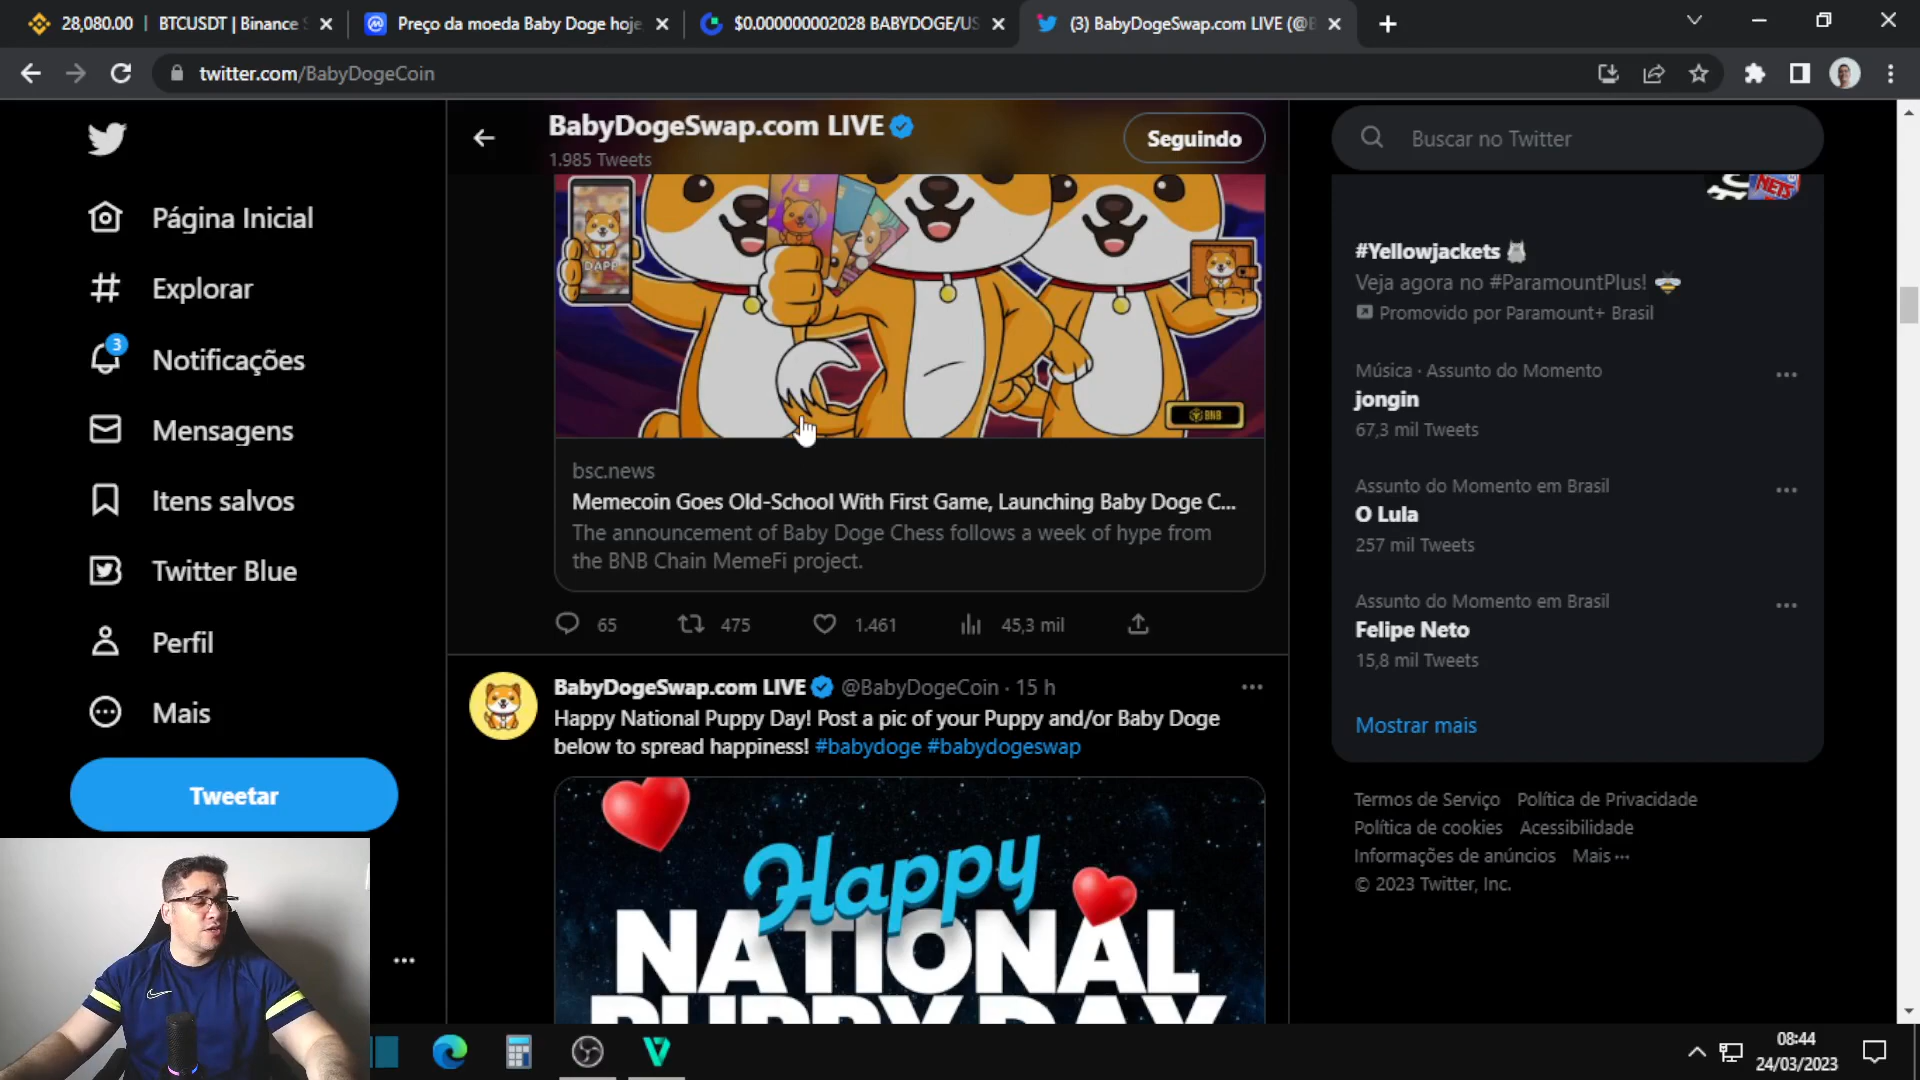 28,080.00 | BTCUSDT | Binance S
Preço da moeda Baby Doge hoje
$0.000000002028 BABYDOGE/US
(3) BabyDogeSwap.com LIVE (@B
twitter.com/BabyDogeCoin
Página Inicial
Explorar
3
Notificações
Mensagens
Itens salvos
Twitter Blue
Perfil
Mais
Tweetar
BabyDogeSwap.com LIVE
1.985 Tweets
Seguindo
DAPP
BNB
bsc.news
Memecoin Goes Old-School With First Game, Launching Baby Doge C...
The announcement of Baby Doge Chess follows a week of hype from
the BNB Chain MemeFi project.
65 475 1.461 45,3 mil
BabyDogeSwap.com LIVE @BabyDogeCoin · 15 h
Happy National Puppy Day! Post a pic of your Puppy and/or Baby Doge
below to spread happiness! #babydoge #babydogeswap
Happy
NATIONAL
PUPPY DAY
Buscar no Twitter
NETS
#Yellowjackets
Veja agora no #ParamountPlus!
Promovido por Paramount+ Brasil
Música · Assunto do Momento
jongin
67,3 mil Tweets
Assunto do Momento em Brasil
O Lula
257 mil Tweets
Assunto do Momento em Brasil
Felipe Neto
15,8 mil Tweets
Mostrar mais
Termos de Serviço Política de Privacidade
Política de cookies Acessibilidade
Informações de anúncios Mais ···
© 2023 Twitter, Inc.
08:44
24/03/2023